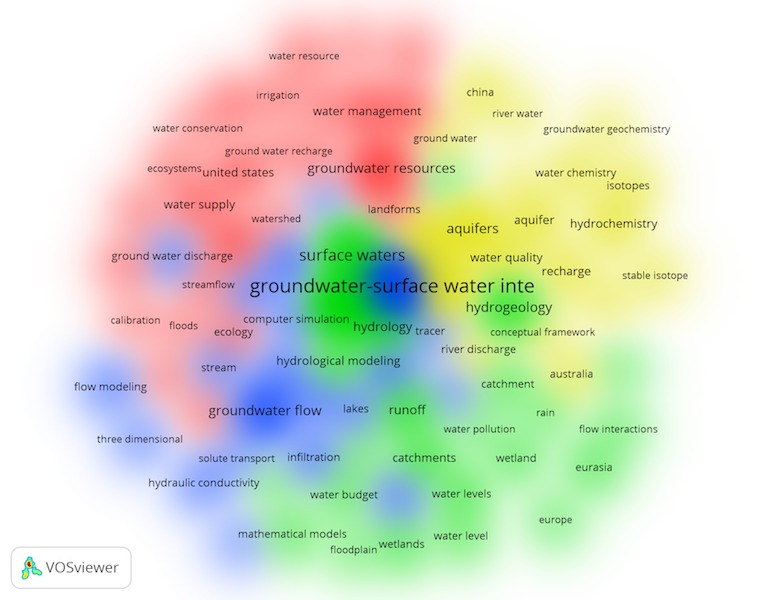 water resource
china
irrigation
water management
river water
water conservation
ground water
groundwater geochemistry
ground water recharge
ecosystems
united states
groundwater resources
water chemistry
isotopes
water supply
landforms
watershed
aquifers
aquifer
hydrochemistry
ground water discharge
surface waters
water quality
recharge
stable isotope
streamflow
groundwater-surface water inte
hydrogeology
calibration
floods
computer simulation
ecology
hydrology
tracer
conceptual framework
river discharge
stream
hydrological modeling
australia
flow modeling
catchment
groundwater flow
lakes
runoff
rain
three dimensional
water pollution
flow interactions
solute transport
infiltration
catchments
wetland
eurasia
hydraulic conductivity
water budget
water levels
europe
mathematical models
floodplain
wetlands
water level
VOSviewer